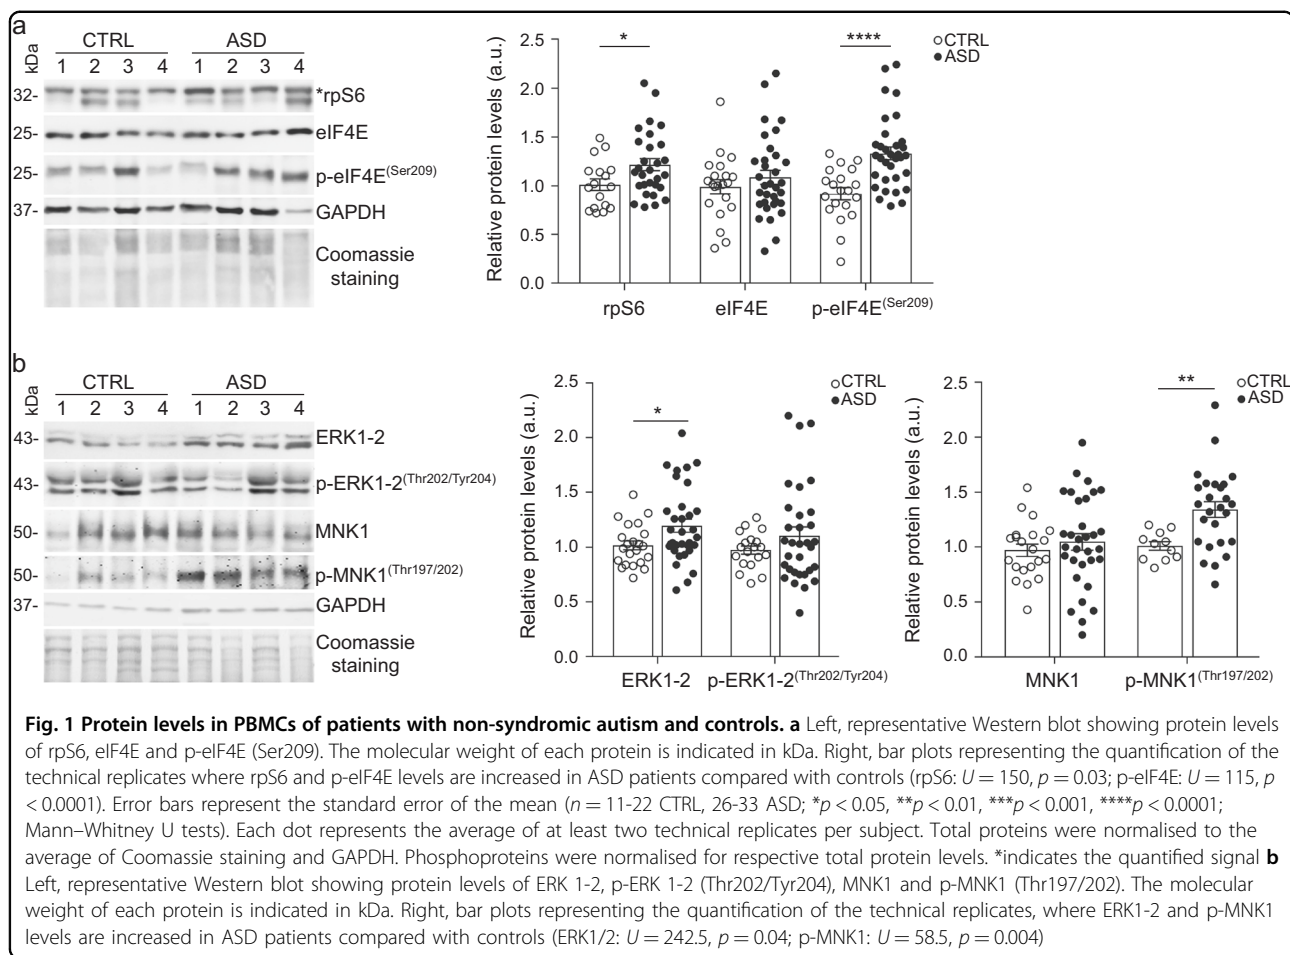 a
CTRL ASD
kDa
1 2 3 4 1 2 3 4
32- *rpS6
25- eIF4E
25- p-eIF4E(Ser209)
37- GAPDH
Coomassie
staining
Relative protein levels (a.u.)
2.5
2.0
1.5
1.0
0.5
0.0
* ****
CTRL
ASD
rpS6 eIF4E p-eIF4E(Ser209)
b
CTRL ASD
kDa
1 2 3 4 1 2 3 4
43- ERK1-2
43- p-ERK1-2(Thr202/Tyr204)
50- MNK1
50- p-MNK1(Thr197/202)
37- GAPDH
Coomassie
staining
Relative protein levels (a.u.)
2.5
2.0
1.5
1.0
0.5
0.0
*
CTRL
ASD
ERK1-2 p-ERK1-2(Thr202/Tyr204)
Relative protein levels (a.u.)
2.5
2.0
1.5
1.0
0.5
0.0
**
CTRL
ASD
MNK1 p-MNK1(Thr197/202)
Fig. 1 Protein levels in PBMCs of patients with non-syndromic autism and controls. a Left, representative Western blot showing protein levels
of rpS6, eIF4E and p-eIF4E (Ser209). The molecular weight of each protein is indicated in kDa. Right, bar plots representing the quantification of the
technical replicates where rpS6 and p-eIF4E levels are increased in ASD patients compared with controls (rpS6: U = 150, p = 0.03; p-eIF4E: U = 115, p
< 0.0001). Error bars represent the standard error of the mean (n = 11-22 CTRL, 26-33 ASD; *p < 0.05, **p < 0.01, ***p < 0.001, ****p < 0.0001;
Mann–Whitney U tests). Each dot represents the average of at least two technical replicates per subject. Total proteins were normalised to the
average of Coomassie staining and GAPDH. Phosphoproteins were normalised for respective total protein levels. *indicates the quantified signal b
Left, representative Western blot showing protein levels of ERK 1-2, p-ERK 1-2 (Thr202/Tyr204), MNK1 and p-MNK1 (Thr197/202). The molecular
weight of each protein is indicated in kDa. Right, bar plots representing the quantification of the technical replicates, where ERK1-2 and p-MNK1
levels are increased in ASD patients compared with controls (ERK1/2: U = 242.5, p = 0.04; p-MNK1: U = 58.5, p = 0.004)